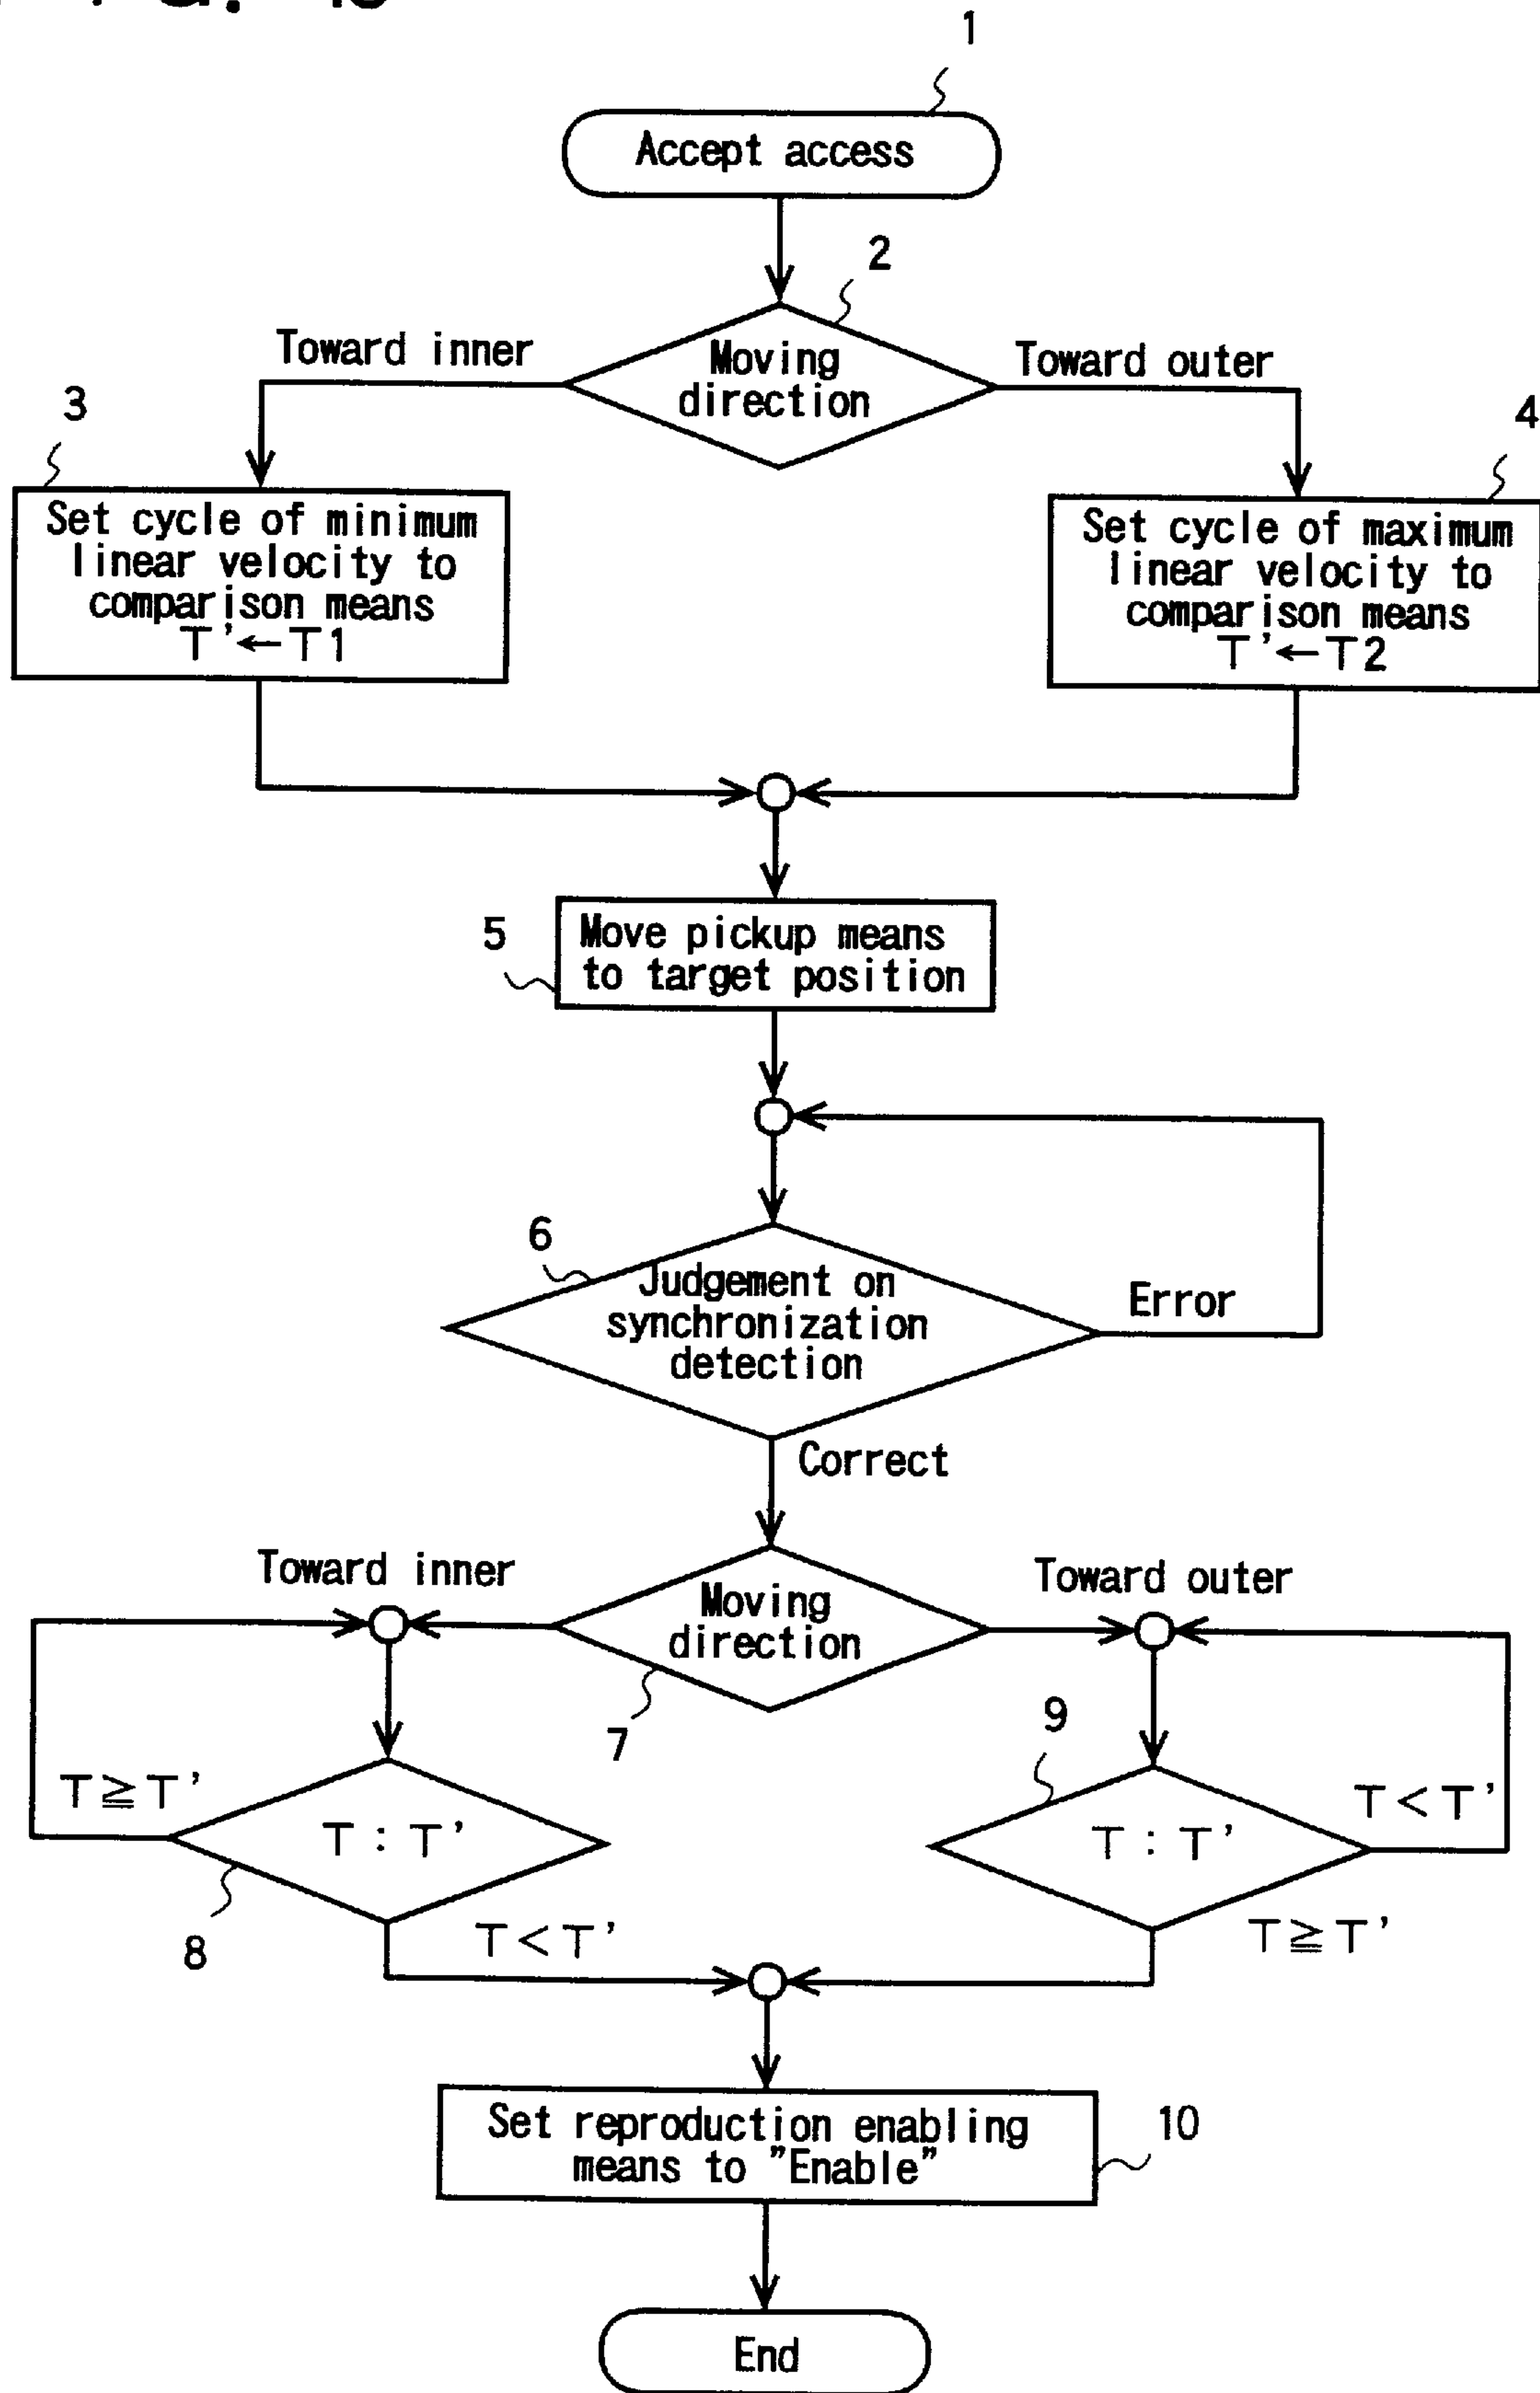 1
Accept access
2
Toward inner
Moving
direction
Toward outer
3
4
Set cycle of minimum
linear velocity to
comparison means
T'←T1
Set cycle of maximum
linear velocity to
comparison means
T'←T2
5
Move pickup means
to target position
6
Judgement on
synchronization
detection
Error
Correct
Toward inner
Moving
direction
Toward outer
7
9
T≧T'
T : T'
T : T'
T<T'
8
T<T'
T≧T'
Set reproduction enabling
means to "Enable"
10
End